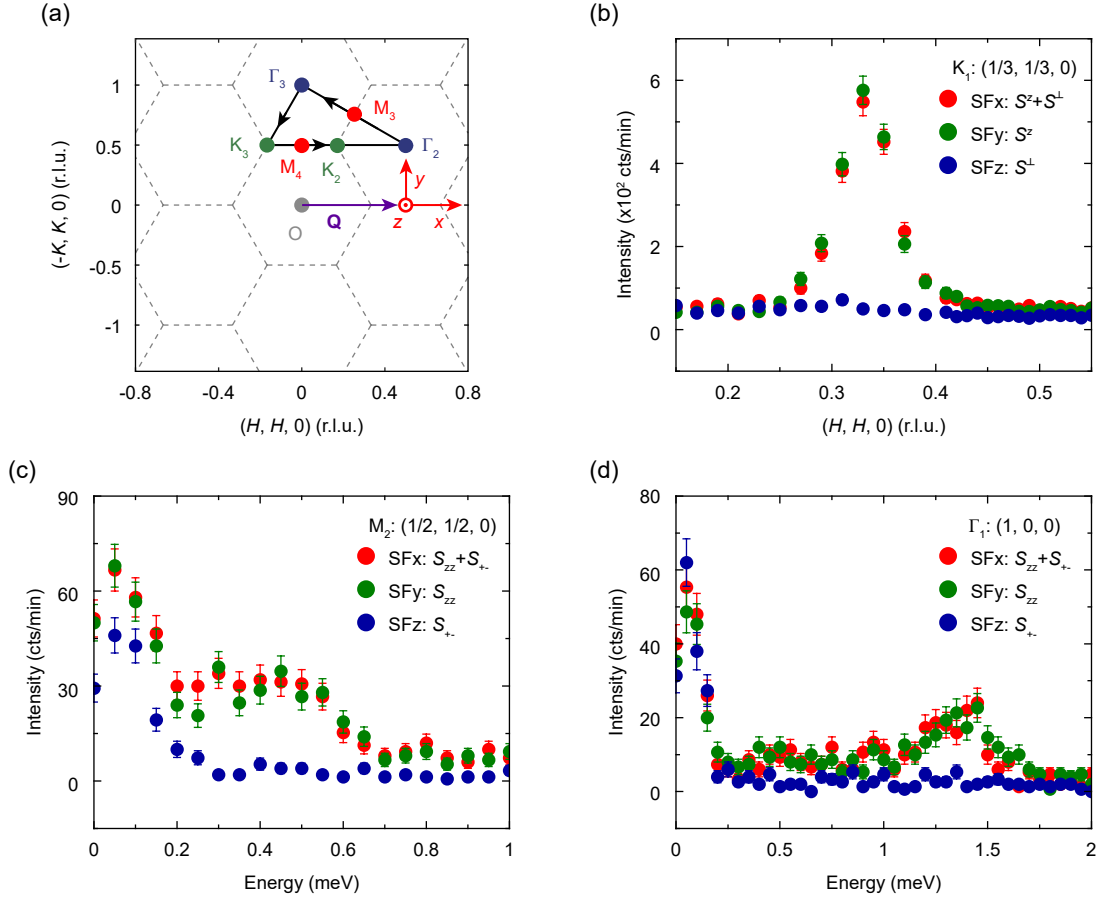 (a)
(-K, K, 0) (r.l.u.)
1
0.5
0
-0.5
-1
-0.8
-0.4
0
0.4
0.8
(H, H, 0) (r.l.u.)
Γ3
M3
K3
M4
K2
Γ2
y
O
Q
z
x
(b)
Intensity (x10² cts/min)
6
4
2
0
0.2
0.3
0.4
0.5
(H, H, 0) (r.l.u.)
K1: (1/3, 1/3, 0)
SFx: Sᶻ+S^⊥
SFy: Sᶻ
SFz: S^⊥
(c)
Intensity (cts/min)
90
60
30
0
0
0.2
0.4
0.6
0.8
1
Energy (meV)
M2: (1/2, 1/2, 0)
SFx: Szz+S+-
SFy: Szz
SFz: S+-
(d)
Intensity (cts/min)
80
60
40
20
0
0
0.5
1
1.5
2
Energy (meV)
Γ1: (1, 0, 0)
SFx: Szz+S+-
SFy: Szz
SFz: S+-